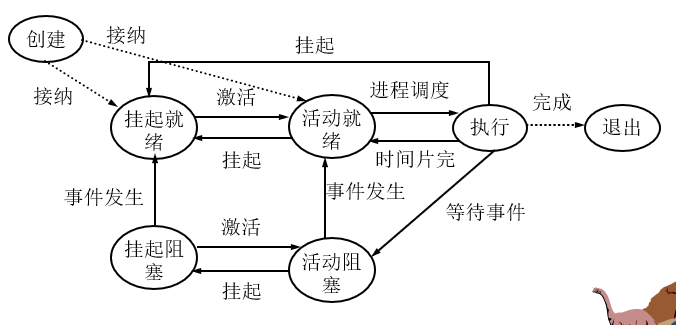 创建
接纳
挂起
接纳
激活
进程调度
完成
挂起就
绪
活动就
绪
执行
退出
挂起
时间片完
事件发生
事件发生
等待事件
激活
挂起阻
塞
活动阻
塞
挂起